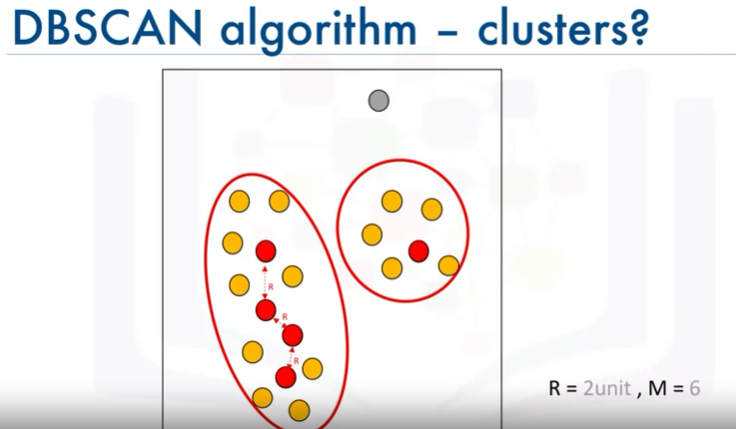 DBSCAN algorithm – clusters?
R
R
R
R = 2unit , M = 6